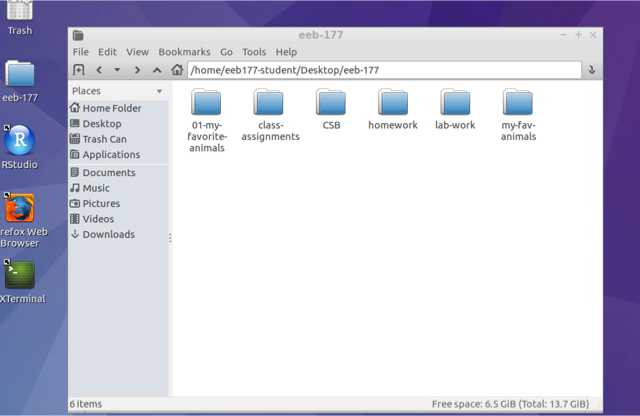 Trash
eeb-177
RStudio
refox Web
Browser
XTerminal
eeb-177
File Edit View Bookmarks Go Tools Help
/home/eeb177-student/Desktop/eeb-177
Places
Home Folder
Desktop
Trash Can
Applications
Documents
Music
Pictures
Videos
Downloads
01-my-
favorite-
animals
class-
assignments
CSB
homework
lab-work
my-fav-
animals
6 items
Free space: 6.5 GiB (Total: 13.7 GiB)